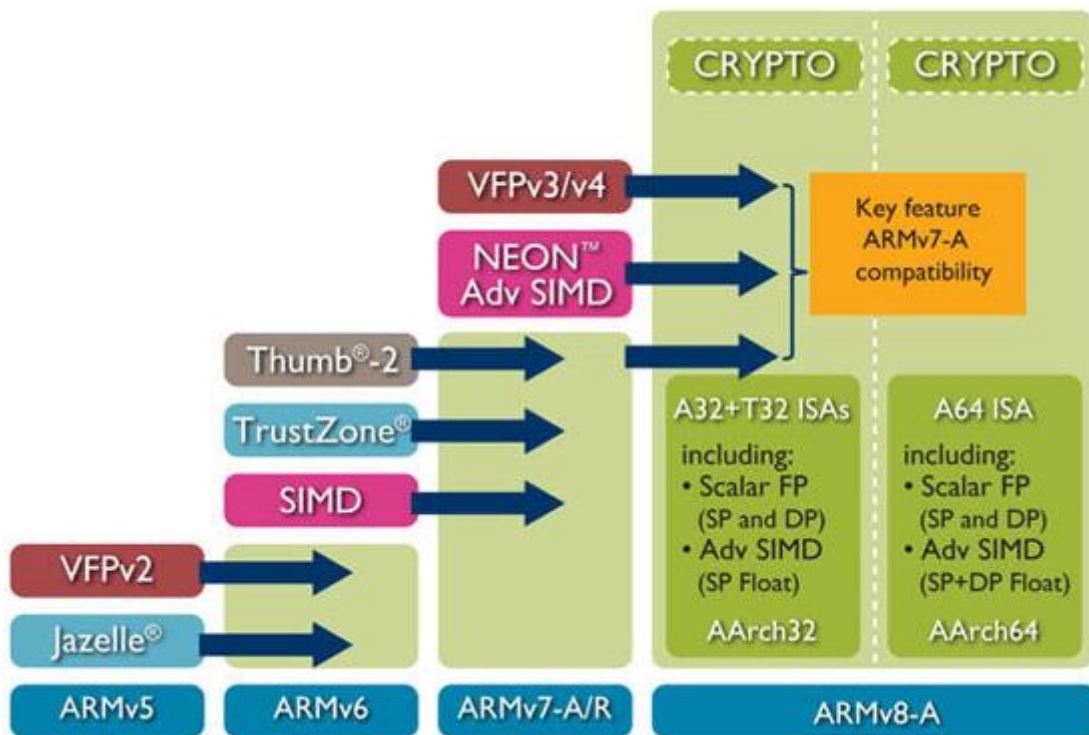 CRYPTO
CRYPTO
VFPv3/v4
Key feature
ARMv7-A
compatibility
NEON™
Adv SIMD
Thumb®-2
TrustZone®
SIMD
A32+T32 ISAs
including:
• Scalar FP
(SP and DP)
• Adv SIMD
(SP Float)
AArch32
A64 ISA
including:
• Scalar FP
(SP and DP)
• Adv SIMD
(SP+DP Float)
AArch64
VFPv2
Jazelle®
ARMv5
ARMv6
ARMv7-A/R
ARMv8-A